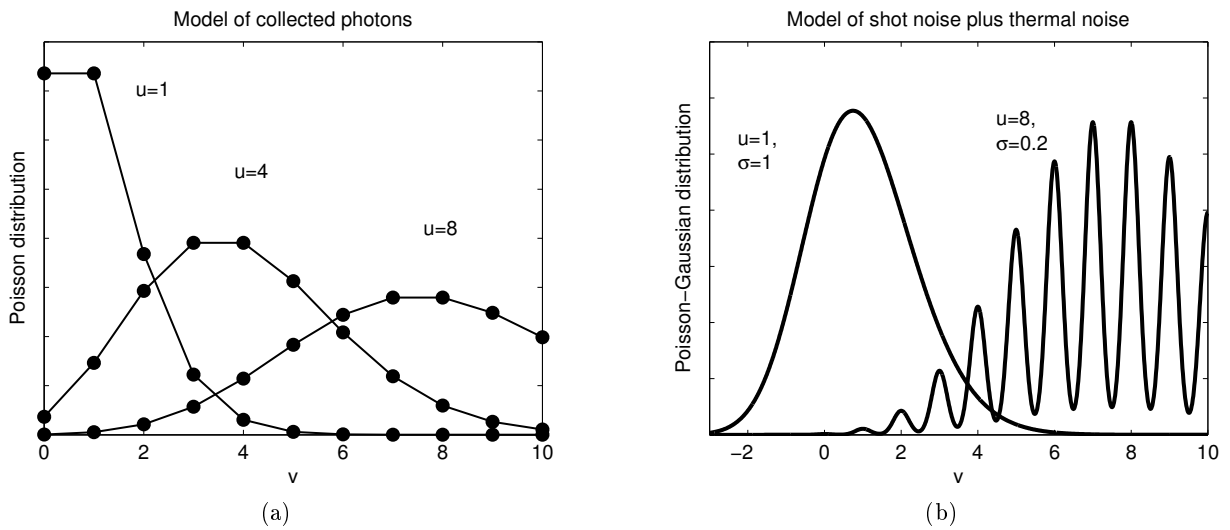 Model of collected photons
Poisson distribution
u=1
u=4
u=8
0 2 4 6 8 10
v
(a)
Model of shot noise plus thermal noise
Poisson−Gaussian distribution
u=1,
σ=1
u=8,
σ=0.2
−2 0 2 4 6 8 10
v
(b)